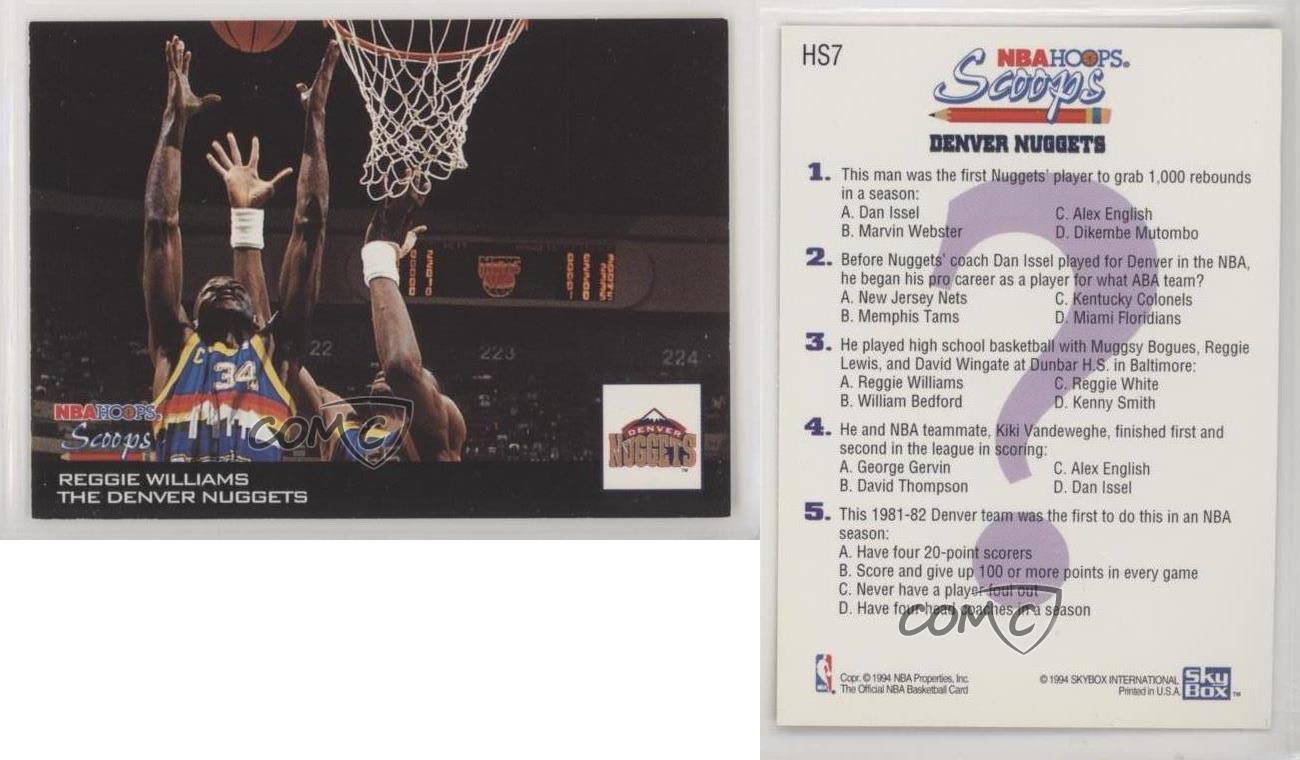 C
34
22
223
224
NBA HOOPS
Scoops
DENVER
NUGGETS
REGGIE WILLIAMS
THE DENVER NUGGETS
COMC
HS7
NBA HOOPS®
Scoops
DENVER NUGGETS
1. This man was the first Nuggets' player to grab 1,000 rebounds
in a season:
A. Dan Issel C. Alex English
B. Marvin Webster D. Dikembe Mutombo
2. Before Nuggets' coach Dan Issel played for Denver in the NBA,
he began his pro career as a player for what ABA team?
A. New Jersey Nets C. Kentucky Colonels
B. Memphis Tams D. Miami Floridians
3. He played high school basketball with Muggsy Bogues, Reggie
Lewis, and David Wingate at Dunbar H.S. in Baltimore:
A. Reggie Williams C. Reggie White
B. William Bedford D. Kenny Smith
4. He and NBA teammate, Kiki Vandeweghe, finished first and
second in the league in scoring:
A. George Gervin C. Alex English
B. David Thompson D. Dan Issel
5. This 1981-82 Denver team was the first to do this in an NBA
season:
A. Have four 20-point scorers
B. Score and give up 100 or more points in every game
C. Never have a player foul out
D. Have four head coaches in a season
COMC
NBA
Copr. © 1994 NBA Properties, Inc.
The Official NBA Basketball Card
© 1994 SKYBOX INTERNATIONAL
Printed in U.S.A.
SkyBox™